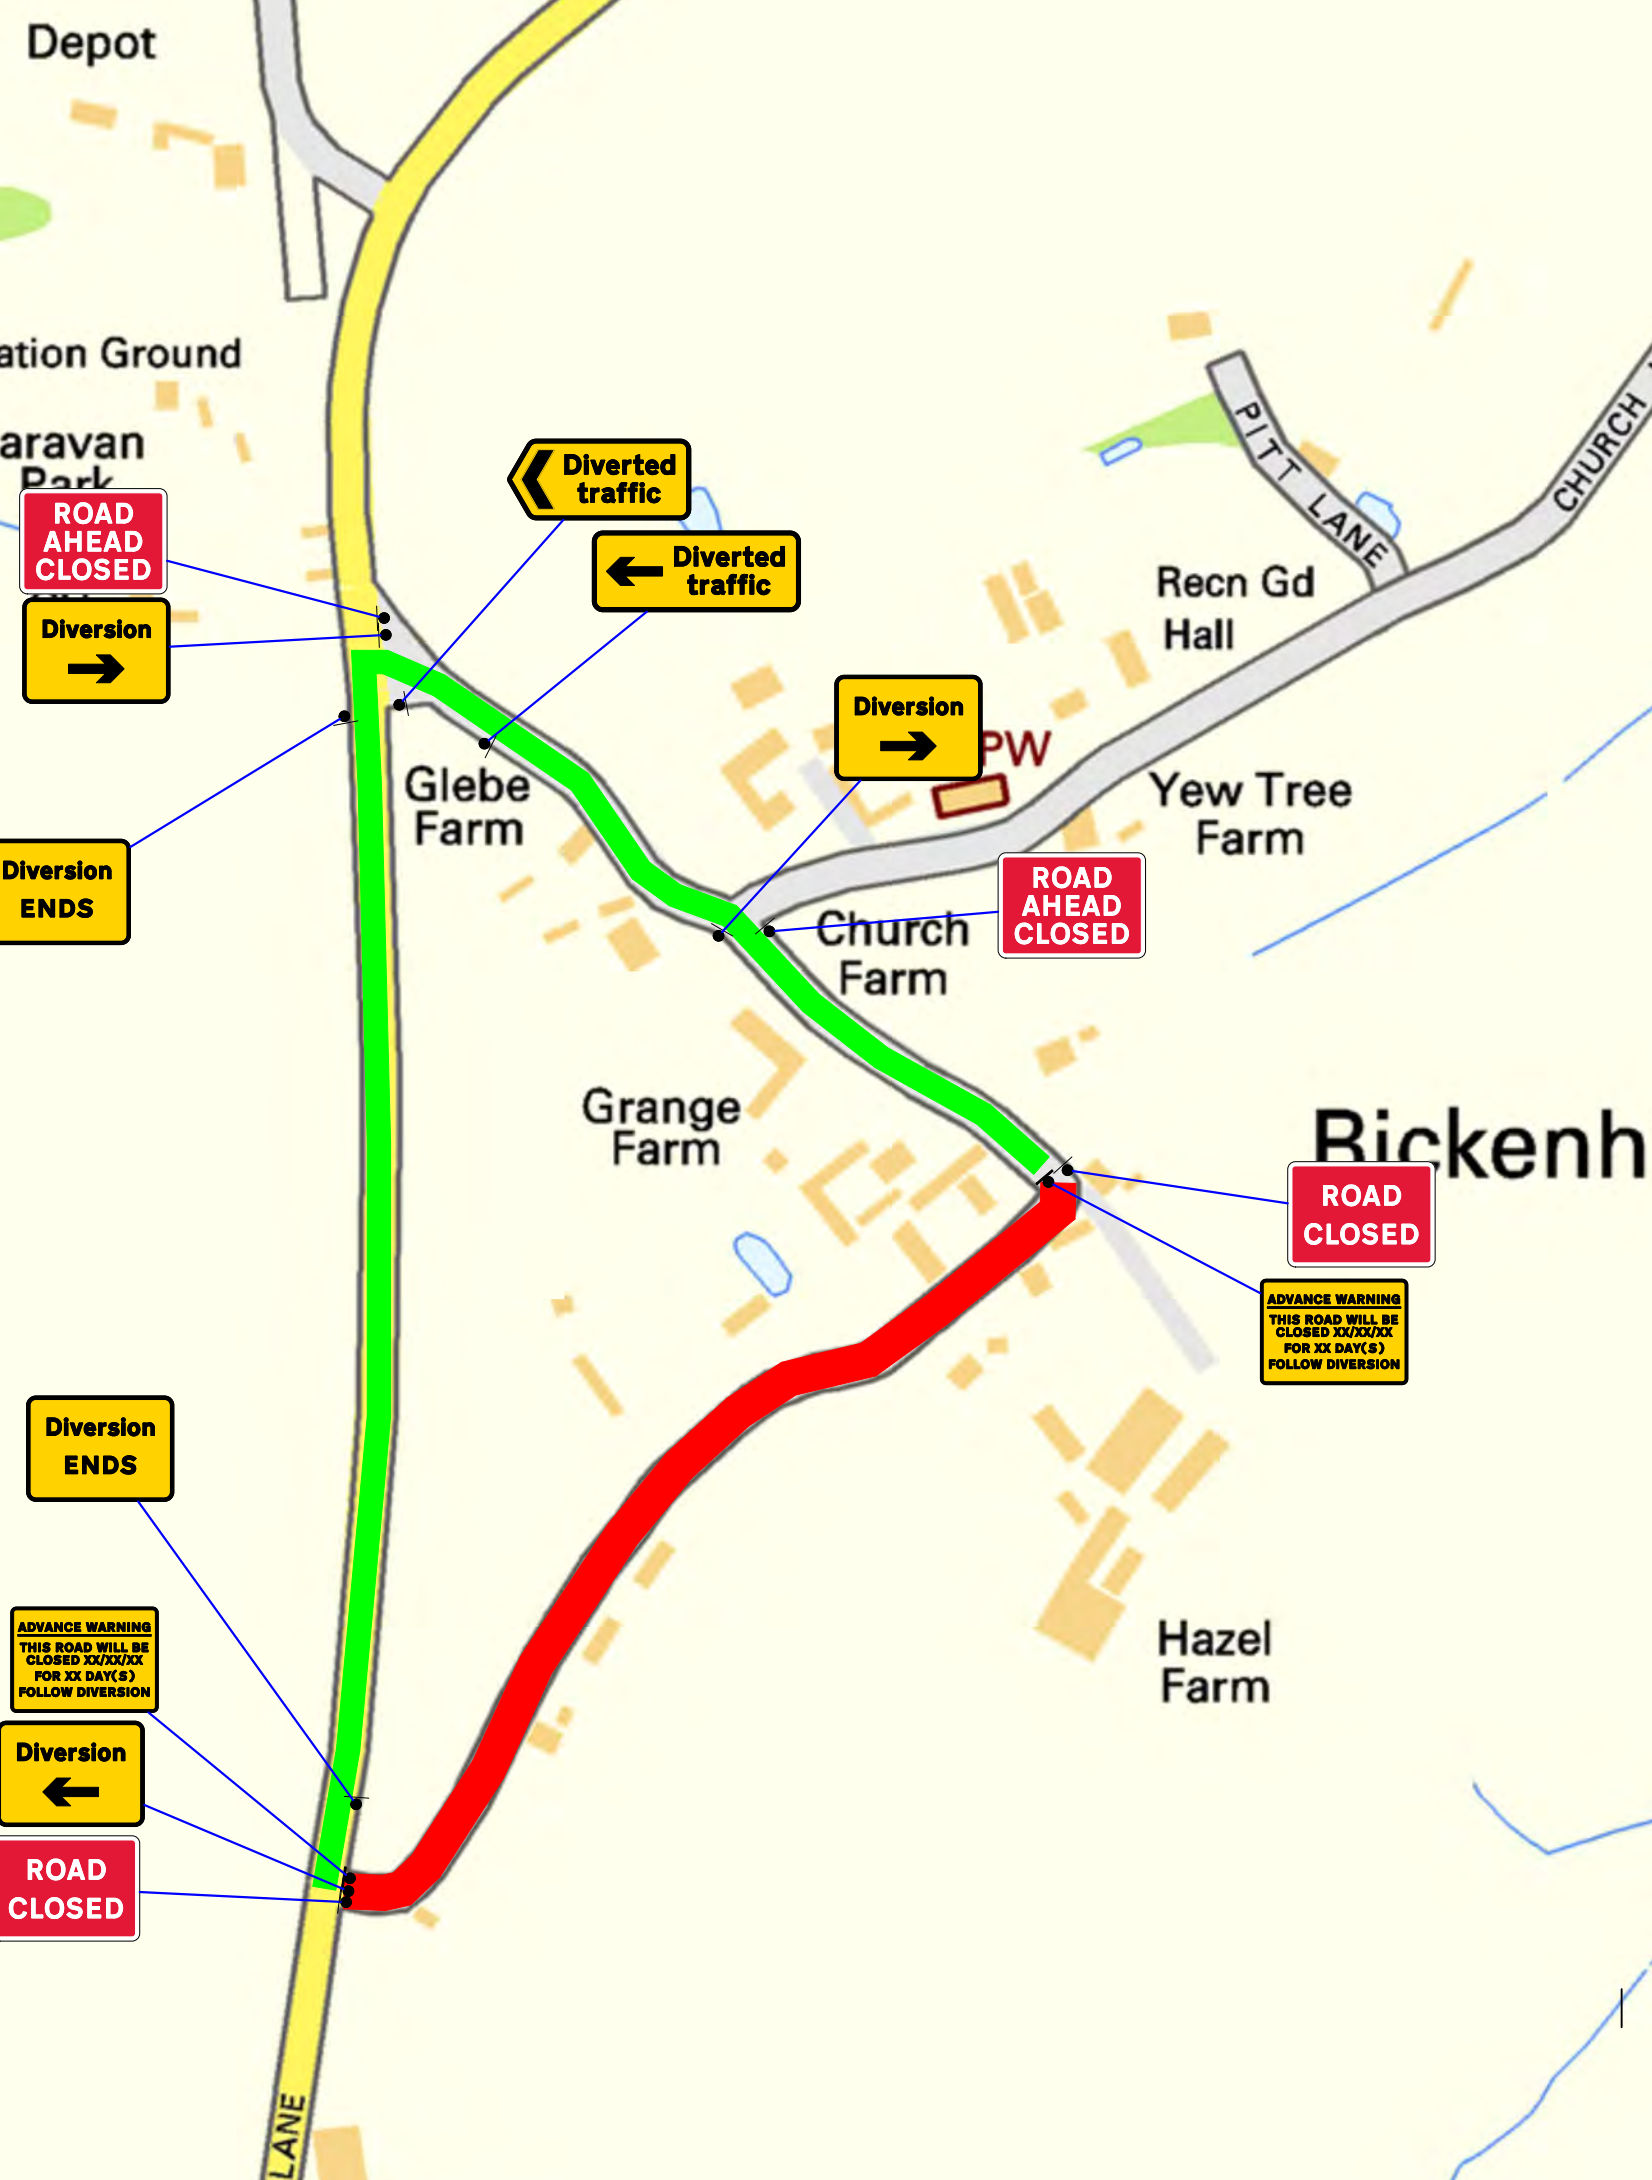 Depot
ation Ground
aravan
Park
ROAD
AHEAD
CLOSED
Diversion
Diverted
traffic
Diverted
traffic
PITT LANE
CHURCH
Recn Gd
Hall
Diversion
PW
Yew Tree
Farm
Glebe
Farm
Diversion
ENDS
ROAD
AHEAD
CLOSED
Church
Farm
Grange
Farm
Bickenh
ROAD
CLOSED
ADVANCE WARNING
THIS ROAD WILL BE
CLOSED XX/XX/XX
FOR XX DAY(S)
FOLLOW DIVERSION
Diversion
ENDS
ADVANCE WARNING
THIS ROAD WILL BE
CLOSED XX/XX/XX
FOR XX DAY(S)
FOLLOW DIVERSION
Hazel
Farm
Diversion
ROAD
CLOSED
LANE